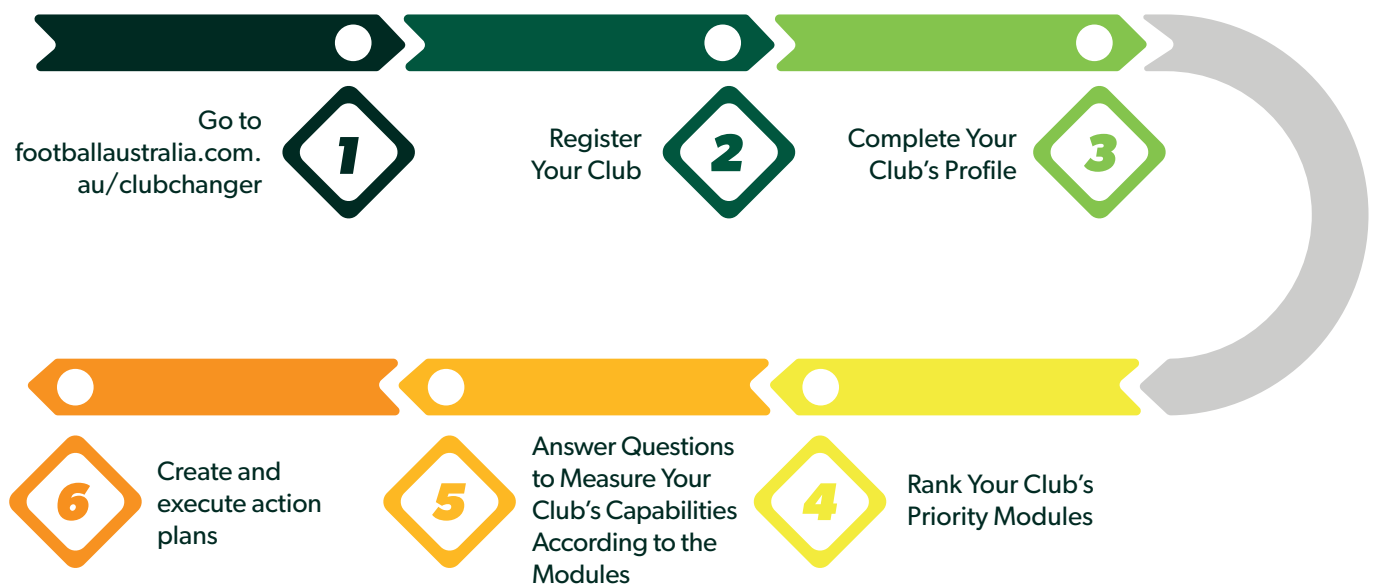 Go to
footballaustralia.com.
au/clubchanger
1
Register
Your Club
2
Complete Your
Club's Profile
3
Rank Your Club's
Priority Modules
4
Answer Questions
to Measure Your
Club's Capabilities
According to the
Modules
5
Create and
execute action
plans
6